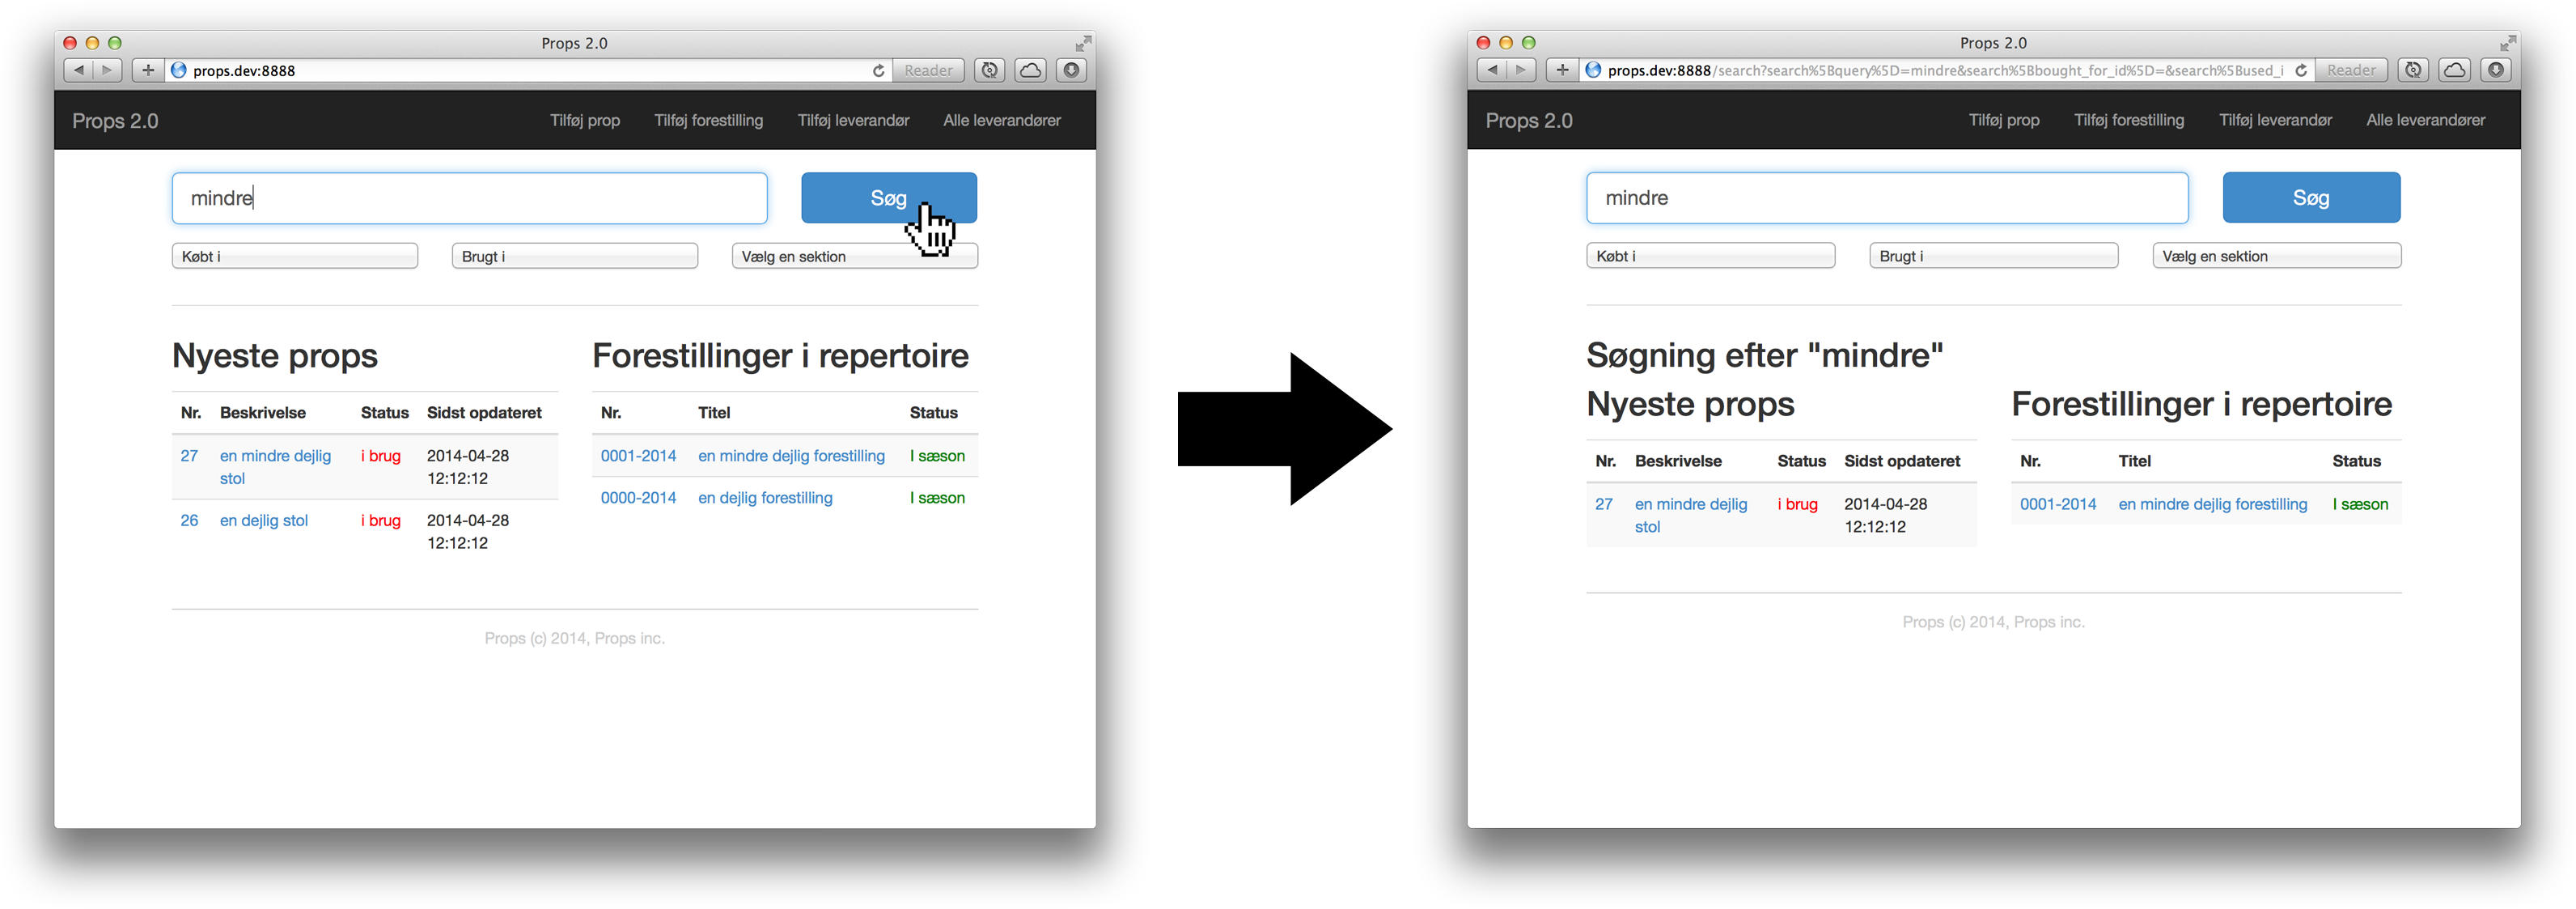 Props 2.0
props.dev:8888
Reader
Props 2.0 Tilføj prop Tilføj forestilling Tilføj leverandør Alle leverandører
mindre Søg
Købt i Brugt i Vælg en sektion
Nyeste props
Nr. Beskrivelse Status Sidst opdateret
27 en mindre dejlig i brug 2014-04-28
stol 12:12:12
26 en dejlig stol i brug 2014-04-28
12:12:12
Forestillinger i repertoire
Nr. Titel Status
0001-2014 en mindre dejlig forestilling I sæson
0000-2014 en dejlig forestilling I sæson
Props (c) 2014, Props inc.
Props 2.0
props.dev:8888/search?search%5Bquery%5D=mindre&search%5Bbought_for_id%5D=&search%5Bused_i
Reader
Props 2.0 Tilføj prop Tilføj forestilling Tilføj leverandør Alle leverandører
mindre Søg
Købt i Brugt i Vælg en sektion
Søgning efter "mindre"
Nyeste props
Nr. Beskrivelse Status Sidst opdateret
27 en mindre dejlig i brug 2014-04-28
stol 12:12:12
Forestillinger i repertoire
Nr. Titel Status
0001-2014 en mindre dejlig forestilling I sæson
Props (c) 2014, Props inc.